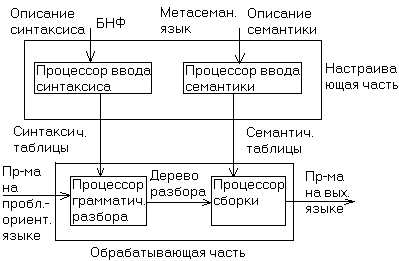 Описание
синтаксиса
БНФ
Метасеман.
язык
Описание
семантики
Процессор ввода
синтаксиса
Процессор ввода
семантики
Настраива
ющая часть
Синтаксич.
таблицы
Семантич.
таблицы
Пр-ма
на
пробл.-
ориент.
языке
Процессор
грамматич.
разбора
Дерево
разбора
Процессор
сборки
Пр-ма
на вых.
языке
Обрабатывающая часть